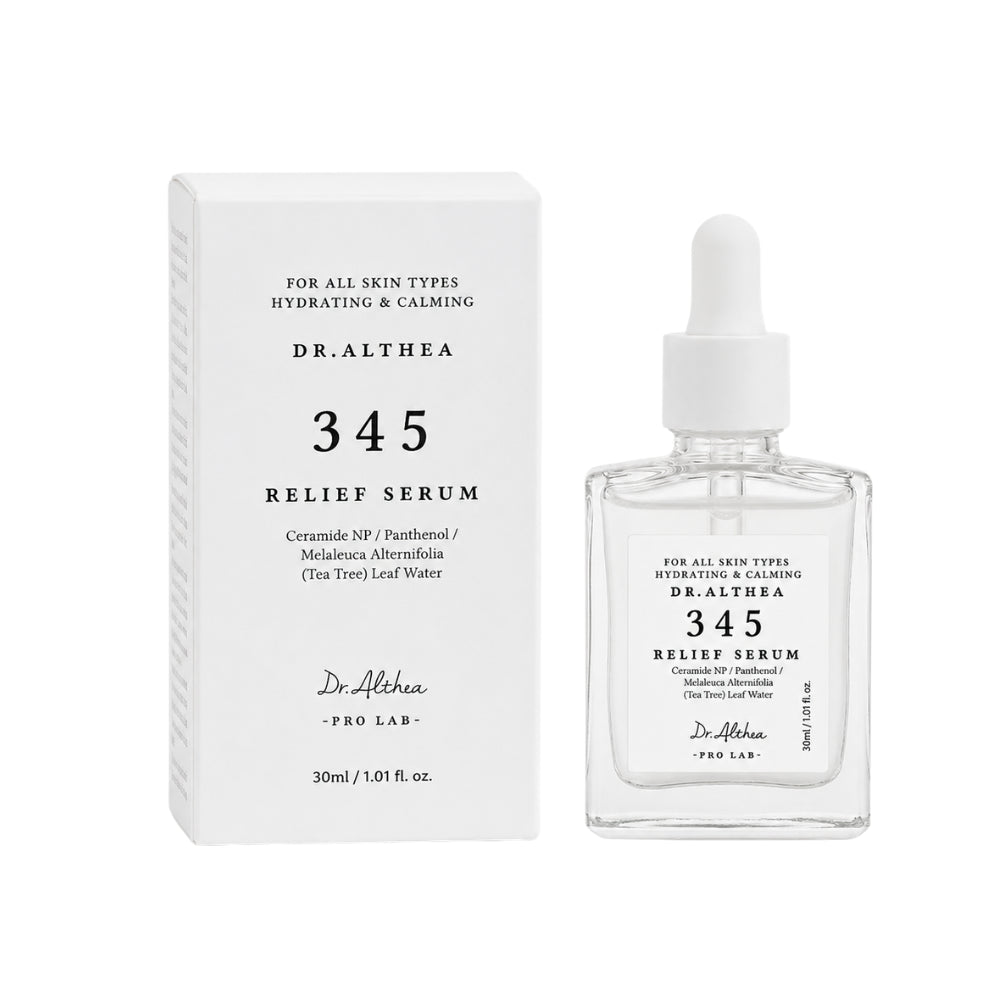 FOR ALL SKIN TYPES
HYDRATING & CALMING
DR.ALTHEA
345
RELIEF SERUM
Ceramide NP / Panthenol /
Melaleuca Alternifolia
(Tea Tree) Leaf Water
Dr.Althea
-PRO LAB-
30ml / 1.01 fl. oz.
FOR ALL SKIN TYPES
HYDRATING & CALMING
DR.ALTHEA
345
RELIEF SERUM
Ceramide NP / Panthenol /
Melaleuca Alternifolia
(Tea Tree) Leaf Water
Dr.Althea
-PRO LAB-
30ml / 1.01 fl. oz.